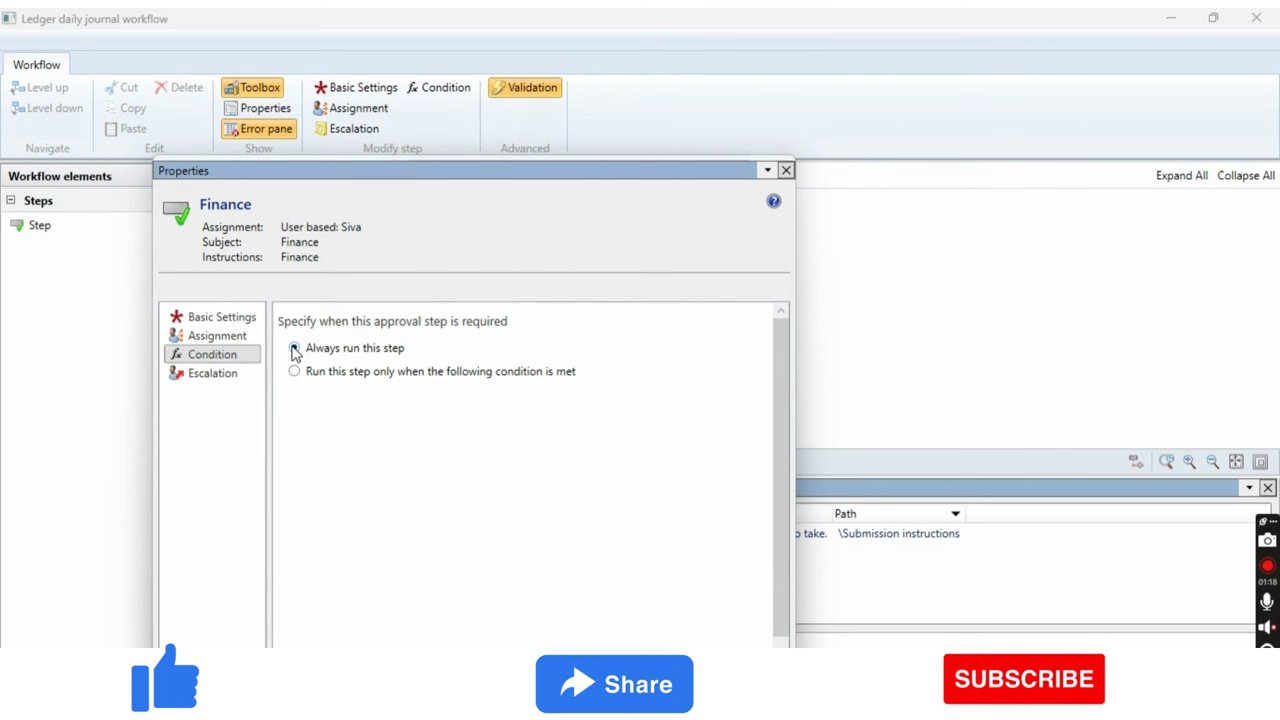 Ledger daily journal workflow
Workflow
Level up
Cut
Delete
Toolbox
Basic Settings
Condition
Validation
Level down
Copy
Properties
Assignment
Paste
Error pane
Escalation
Navigate
Edit
Show
Modify step
Advanced
Workflow elements
Properties
Expand All
Collapse All
Steps
Step
Finance
Assignment: User based: Siva
Subject: Finance
Instructions: Finance
Basic Settings
Assignment
Condition
Escalation
Specify when this approval step is required
Always run this step
Run this step only when the following condition is met
Path
o take.
\Submission instructions
01:18
Share
SUBSCRIBE